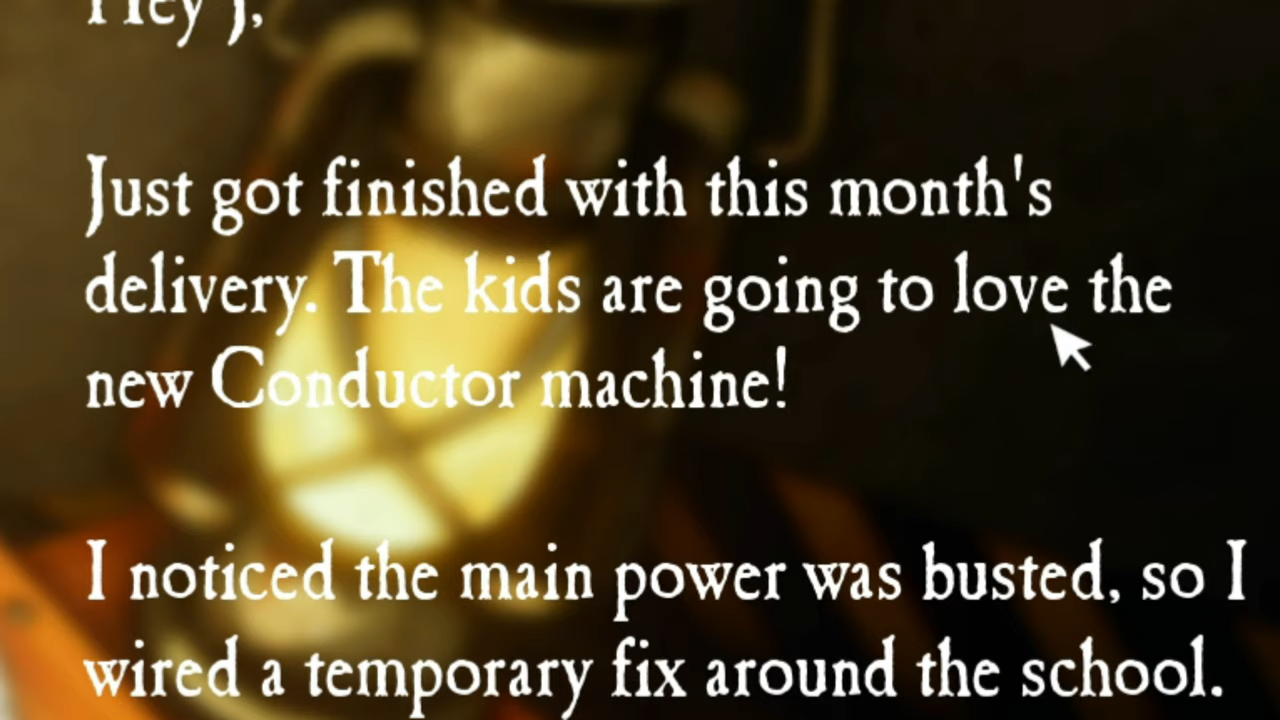 Hey J,
Just got finished with this month's
delivery. The kids are going to love the
new Conductor machine!
I noticed the main power was busted, so I
wired a temporary fix around the school.